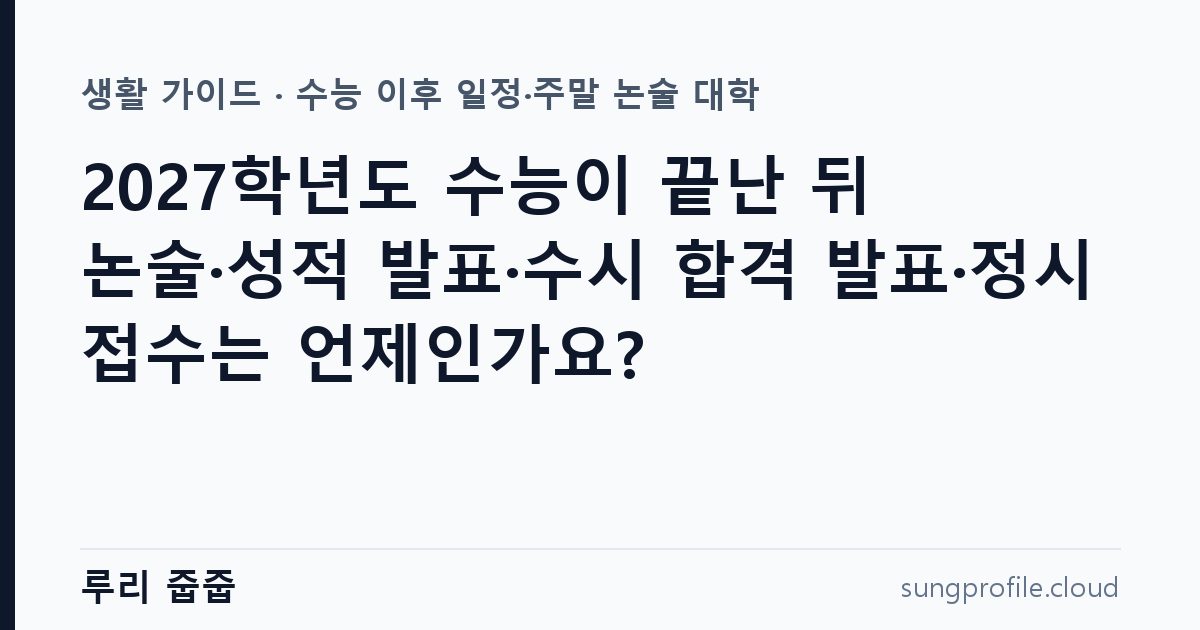 생활 가이드 · 수능 이후 일정·주말 논술 대학
2027학년도 수능이 끝난 뒤
논술·성적 발표·수시 합격 발표·정시
접수는 언제인가요?
루리 줍줍
sungprofile.cloud